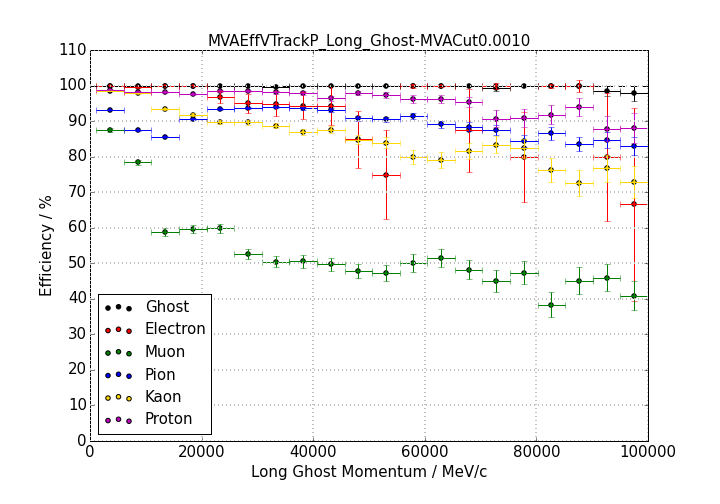 MVAEffVTrackP_Long_Ghost-MVACut0.0010
110
100
90
80
70
60
50
40
30
20
10
0
Efficiency / %
Ghost
Electron
Muon
Pion
Kaon
Proton
0 20000 40000 60000 80000 100000
Long Ghost Momentum / MeV/c